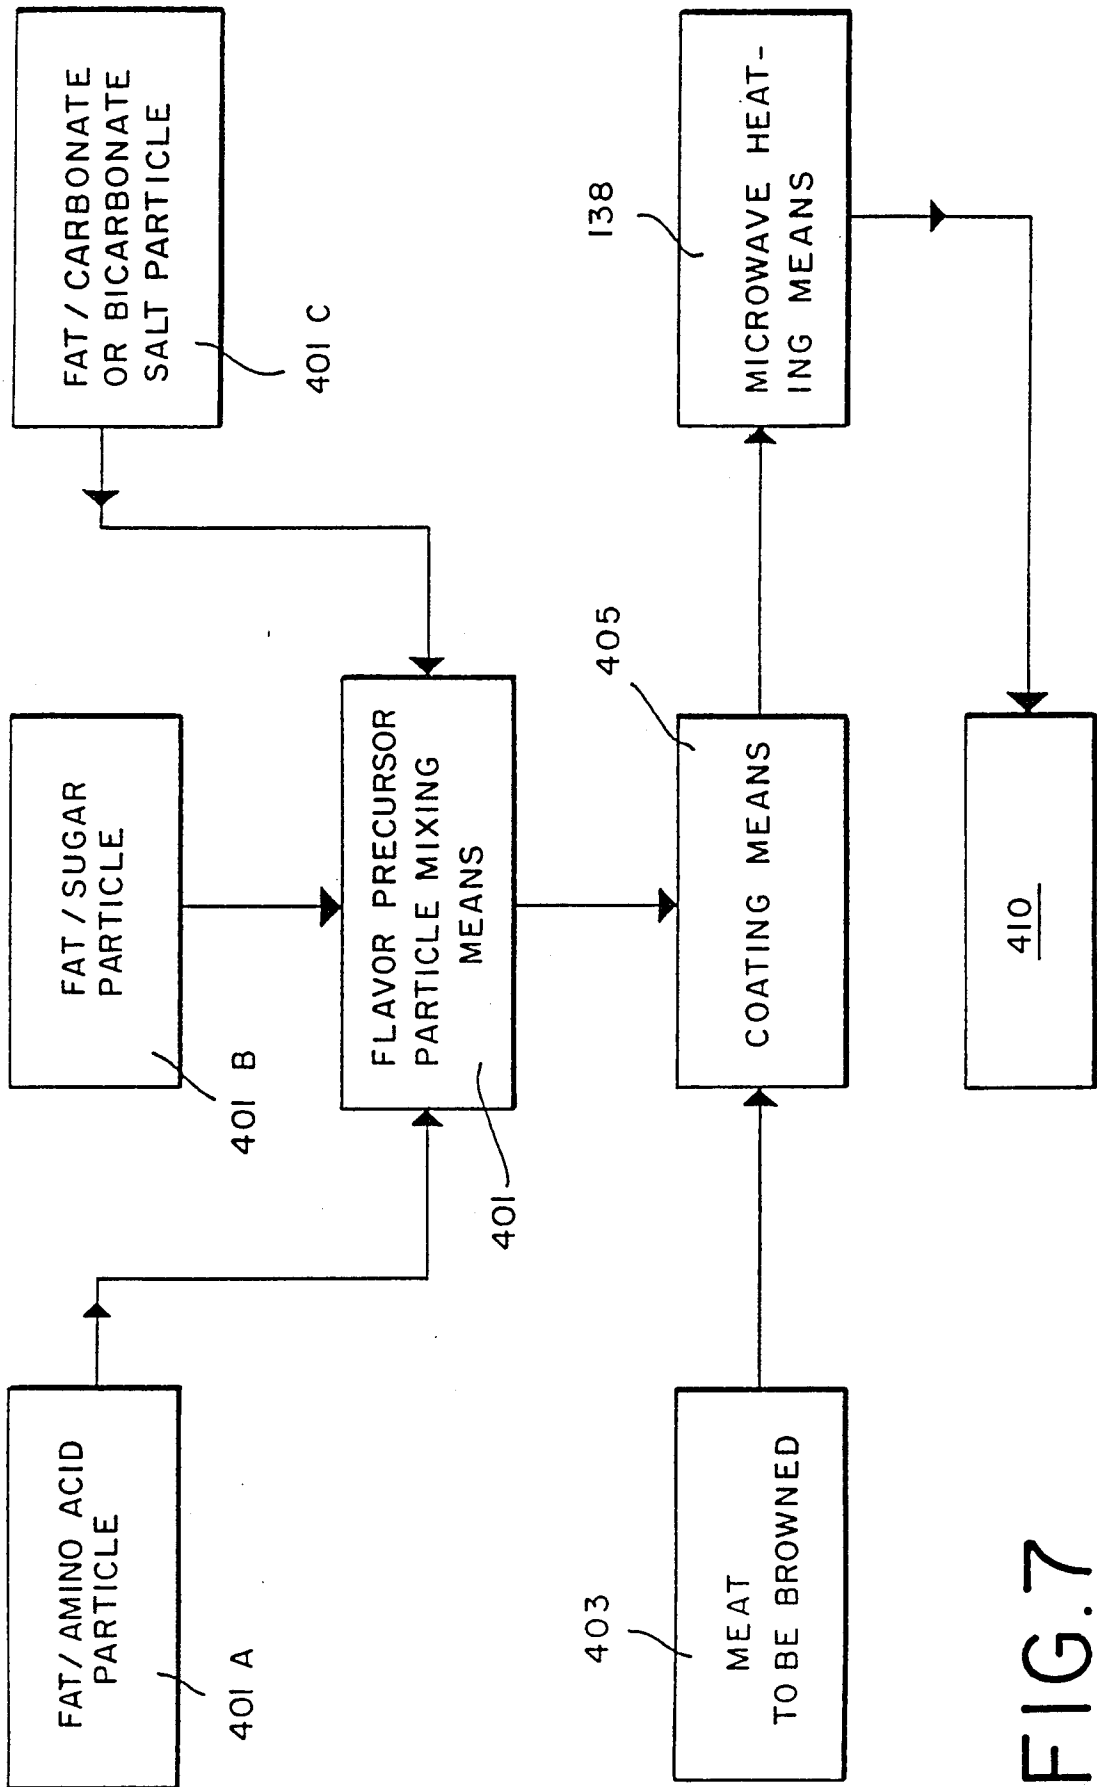 FAT/AMINO ACID
PARTICLE
401 A
FAT/SUGAR
PARTICLE
401 B
FAT/CARBONATE
OR BICARBONATE
SALT PARTICLE
401 C
FLAVOR PRECURSOR
PARTICLE MIXING
MEANS
401
403
MEAT
TO BE BROWNED
405
COATING MEANS
138
MICROWAVE HEAT-
ING MEANS
410
FIG.7